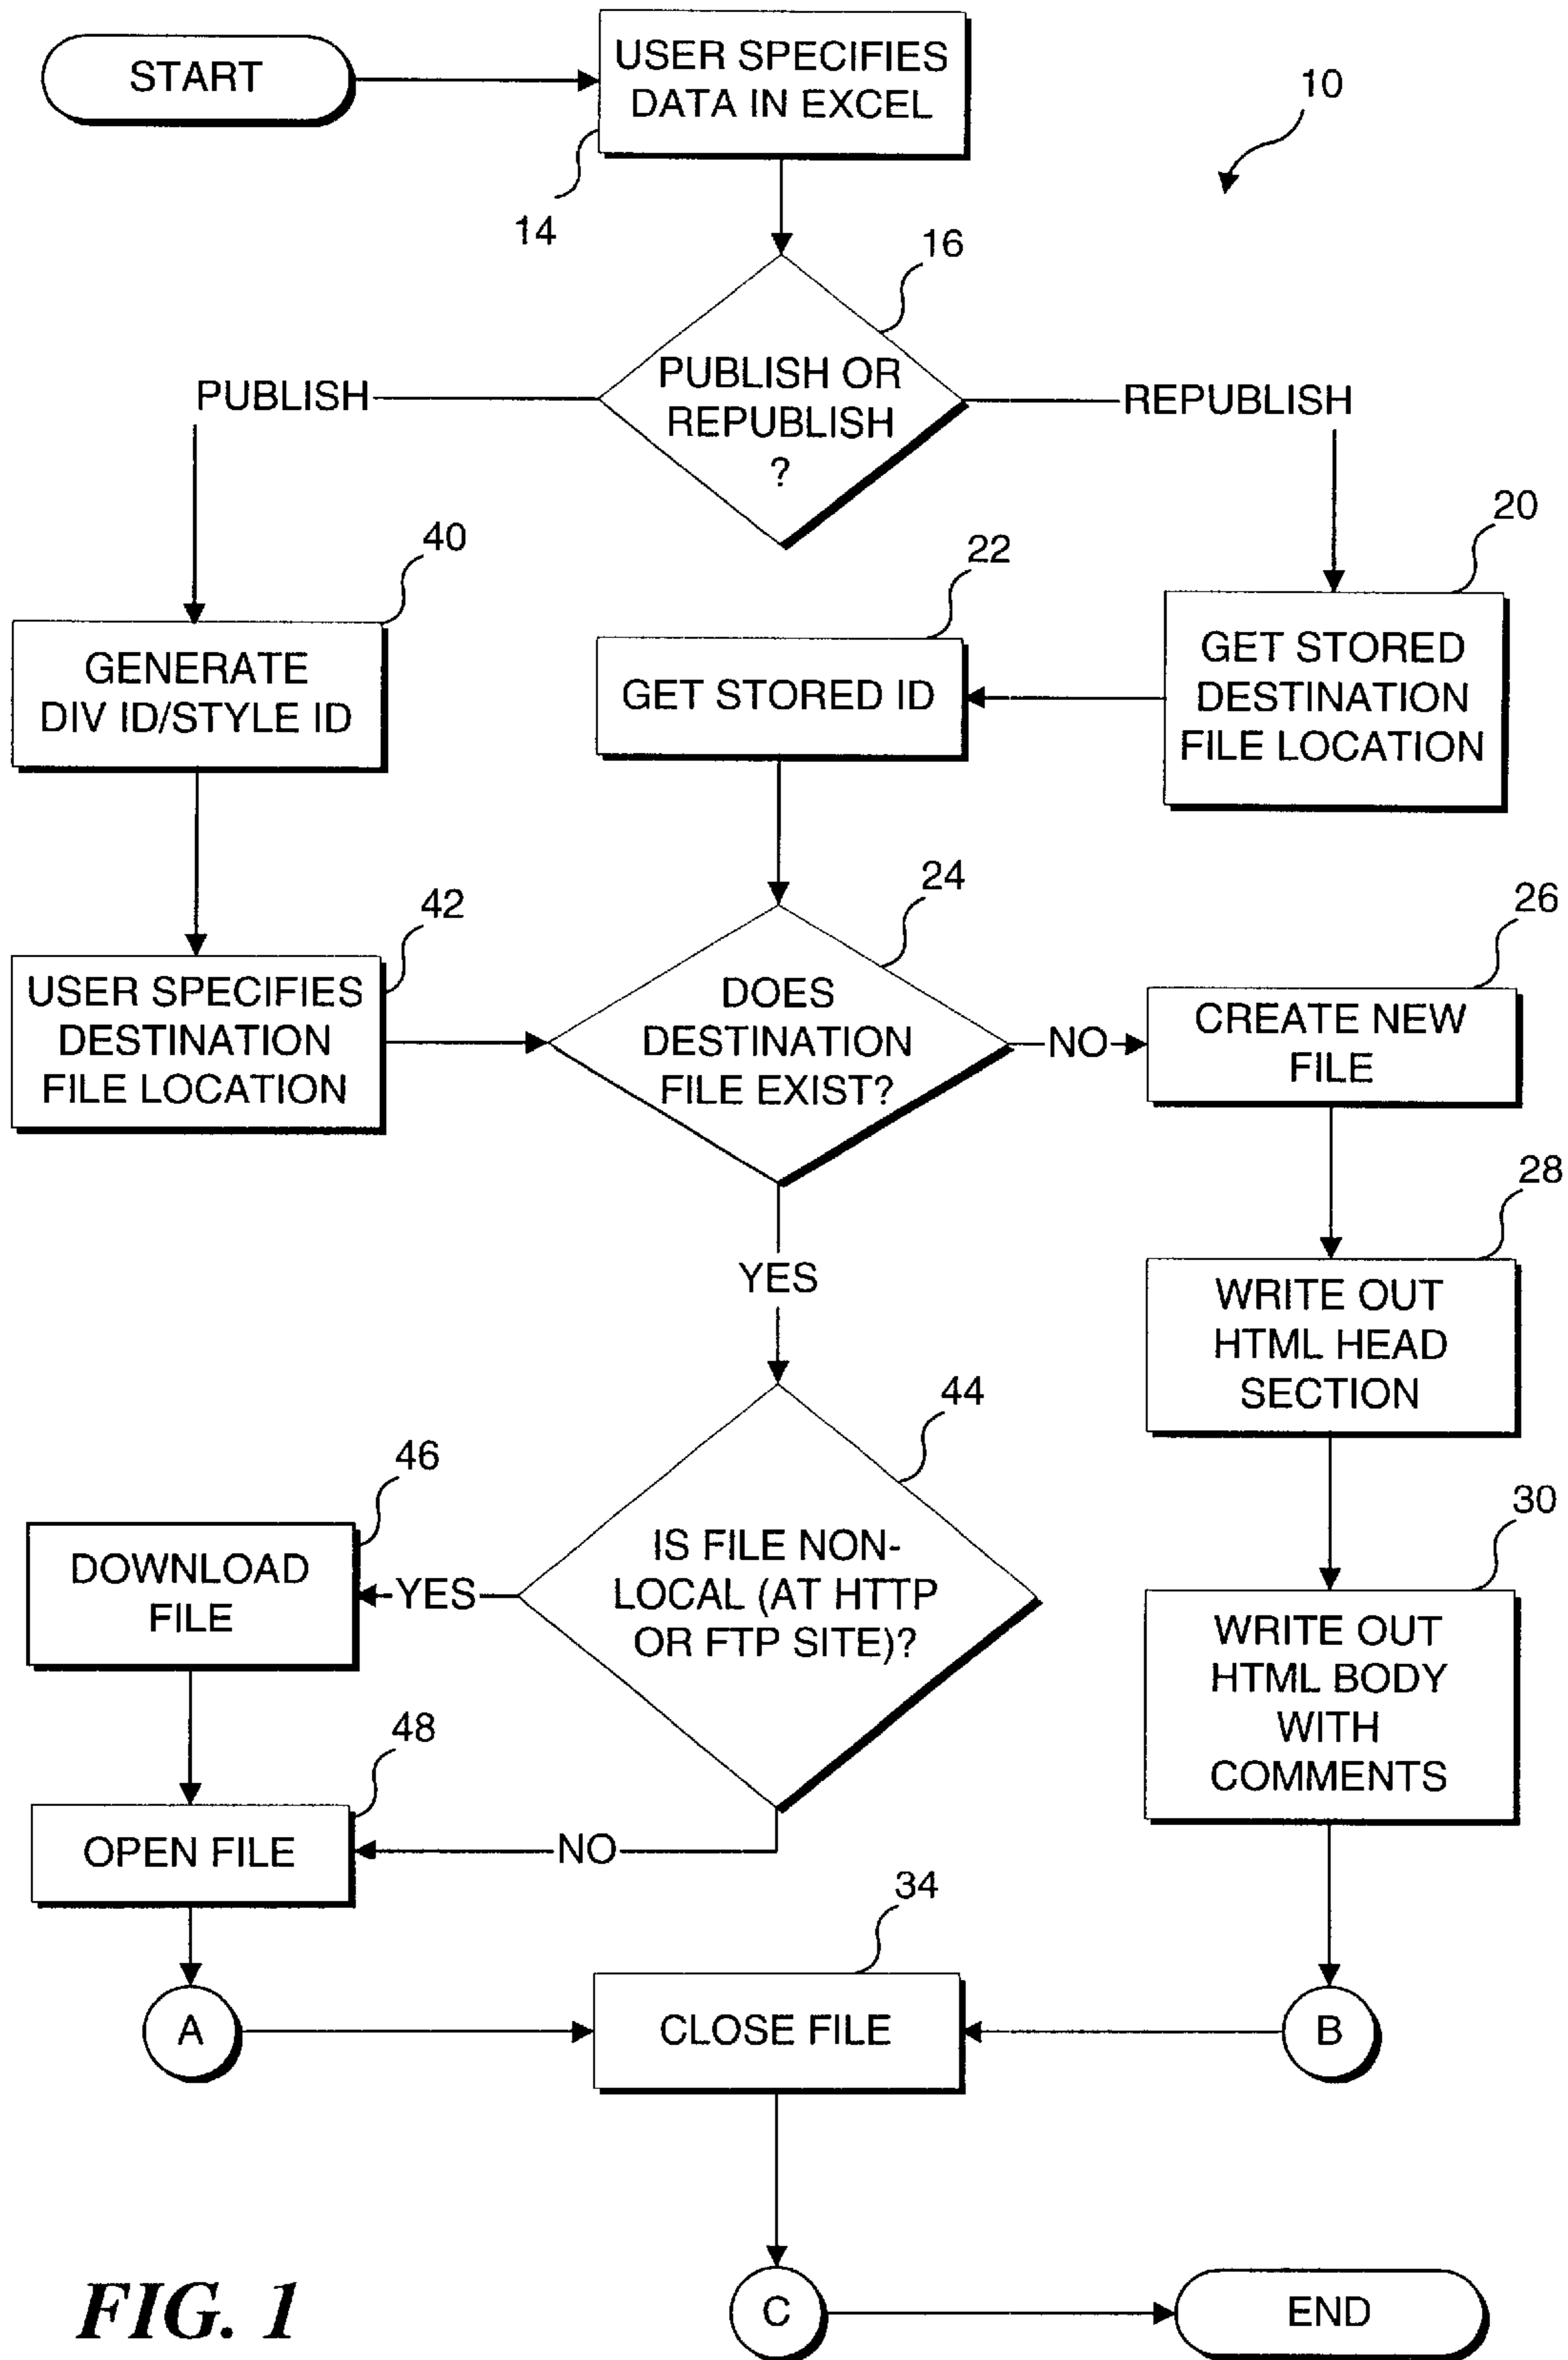 START
USER SPECIFIES
DATA IN EXCEL
10
14
16
PUBLISH OR
REPUBLISH
?
PUBLISH
REPUBLISH
40
22
20
GENERATE
DIV ID/STYLE ID
GET STORED ID
GET STORED
DESTINATION
FILE LOCATION
42
24
26
USER SPECIFIES
DESTINATION
FILE LOCATION
DOES
DESTINATION
FILE EXIST?
NO
CREATE NEW
FILE
28
YES
WRITE OUT
HTML HEAD
SECTION
44
46
30
DOWNLOAD
FILE
YES
IS FILE NON-
LOCAL (AT HTTP
OR FTP SITE)?
WRITE OUT
HTML BODY
WITH
COMMENTS
48
OPEN FILE
NO
34
A
CLOSE FILE
B
C
END
FIG. 1